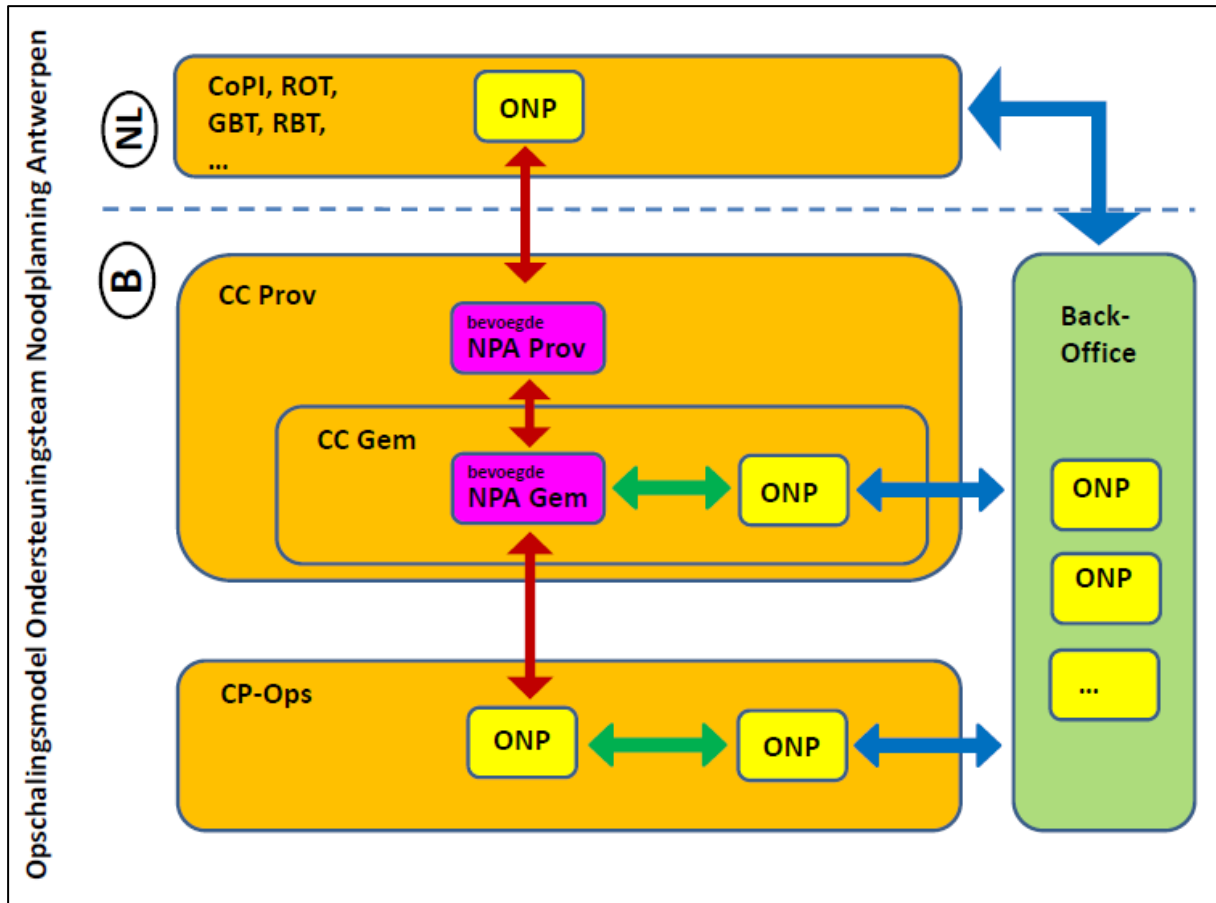 Opschalingsmodel Ondersteuningsteam Noodplanning Antwerpen
NL
CoPI, ROT,
GBT, RBT,
...
ONP
B
CC Prov
bevoegde
NPA Prov
CC Gem
bevoegde
NPA Gem
ONP
CP-Ops
ONP
ONP
Back-
Office
ONP
ONP
...